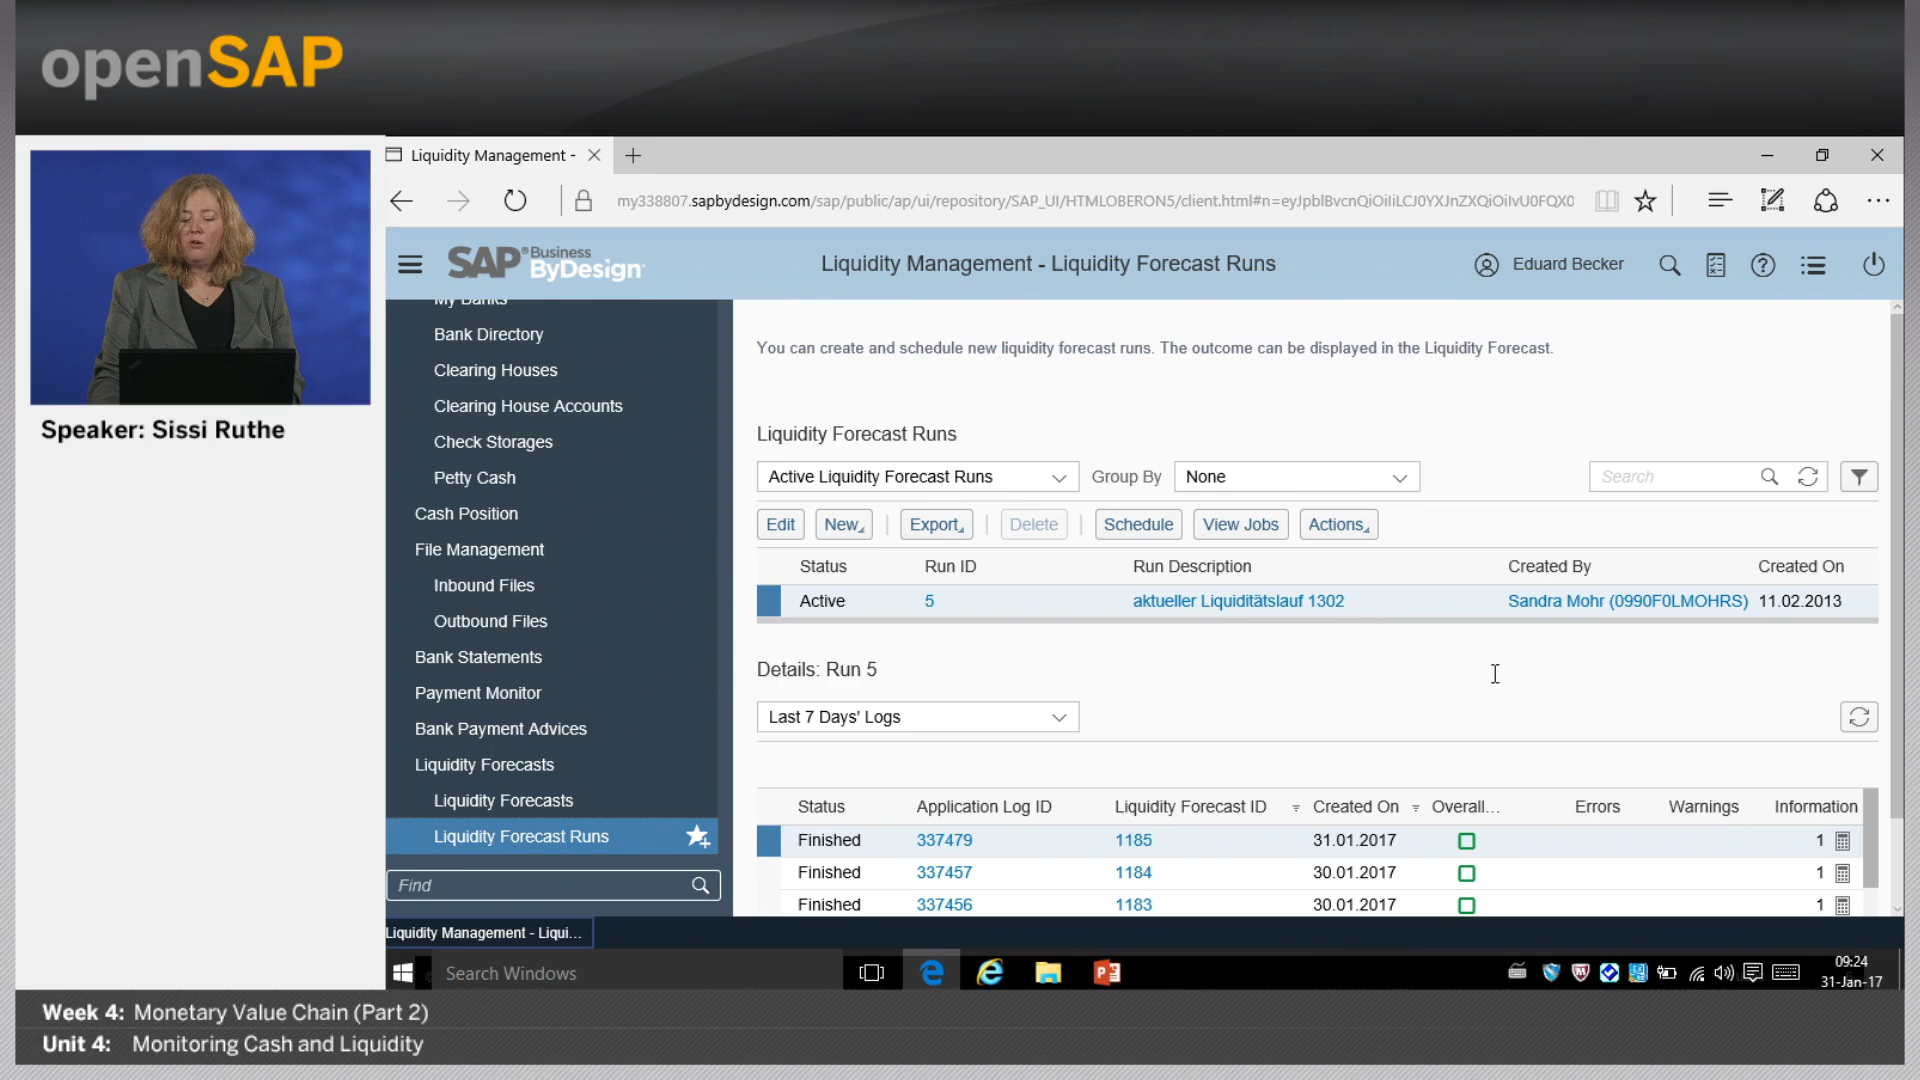 openSAP
Speaker: Sissi Ruthe
Liquidity Management -
my338807.sapbydesign.com/sap/public/ap/ui/repository/SAP_UI/HTMLOBERON5/client.html#n=
SAP Business ByDesign
Liquidity Management - Liquidity Forecast Runs
Eduard Becker
My Banks
Bank Directory
Clearing Houses
Clearing House Accounts
Check Storages
Petty Cash
Cash Position
File Management
Inbound Files
Outbound Files
Bank Statements
Payment Monitor
Bank Payment Advices
Liquidity Forecasts
Liquidity Forecasts
Liquidity Forecast Runs
Find
You can create and schedule new liquidity forecast runs. The outcome can be displayed in the Liquidity Forecast.
Liquidity Forecast Runs
Active Liquidity Forecast Runs Group By None Search
Edit New Export Delete Schedule View Jobs Actions
Status Run ID Run Description Created By Created On
Active 5 aktueller Liquiditätslauf 1302 Sandra Mohr (0990F0LMOHRS) 11.02.2013
Details: Run 5
Last 7 Days' Logs
Status Application Log ID Liquidity Forecast ID Created On Overall... Errors Warnings Information
Finished 337479 1185 31.01.2017 1
Finished 337457 1184 30.01.2017 1
Finished 337456 1183 30.01.2017 1
Liquidity Management - Liqui...
Search Windows
09:24
31-Jan-17
Week 4: Monetary Value Chain (Part 2)
Unit 4: Monitoring Cash and Liquidity